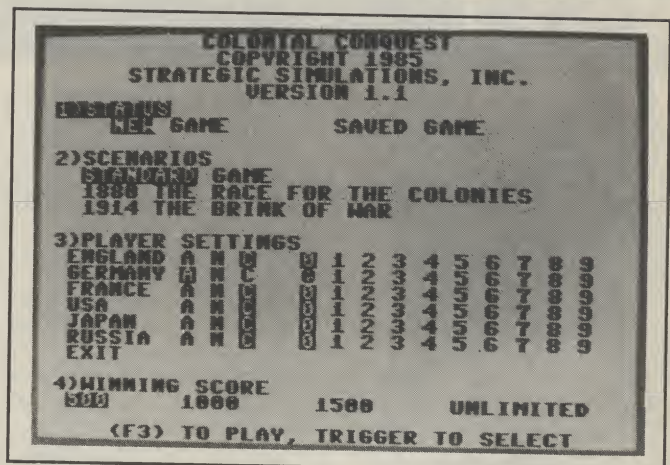 COLONIAL CONQUEST
COPYRIGHT 1985
STRATEGIC SIMULATIONS, INC.
VERSION 1.1
1)STATUS
NEW GAME SAVED GAME
2)SCENARIOS
STANDARD GAME
1880 THE RACE FOR THE COLONIES
1914 THE BRINK OF WAR
3)PLAYER SETTINGS
ENGLAND A N C 0 1 2 3 4 5 6 7 8 9
GERMANY A N C 0 1 2 3 4 5 6 7 8 9
FRANCE A N C 0 1 2 3 4 5 6 7 8 9
USA A N C 0 1 2 3 4 5 6 7 8 9
JAPAN A N C 0 1 2 3 4 5 6 7 8 9
RUSSIA A N C 0 1 2 3 4 5 6 7 8 9
EXIT
4)WINNING SCORE
500 1000 1500 UNLIMITED
(F3) TO PLAY, TRIGGER TO SELECT